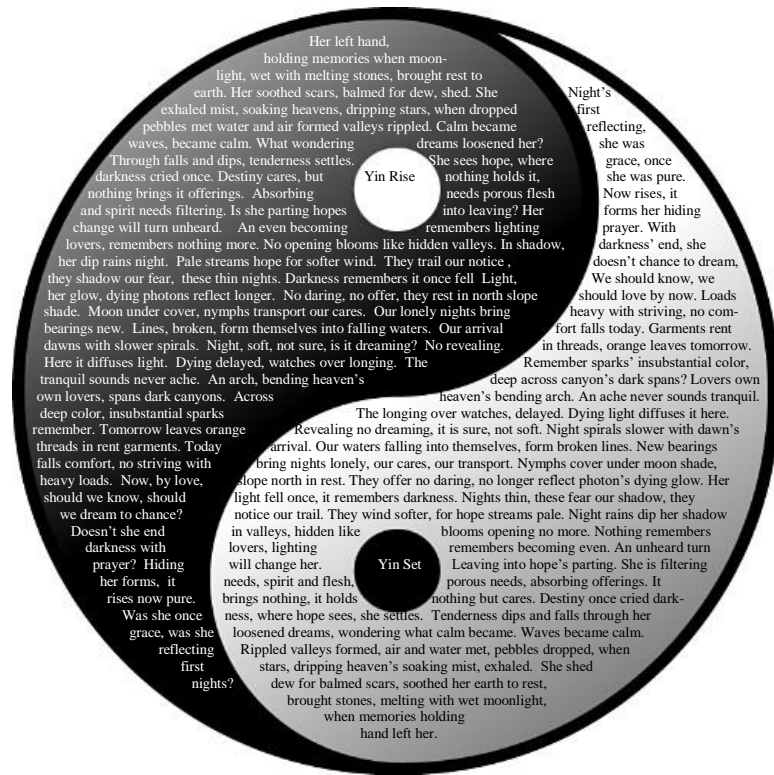 Yin Rise
Her left hand,
holding memories when moon-
light, wet with melting stones, brought rest to
earth. Her soothed scars, balmed for dew, shed. She
exhaled mist, soaking heavens, dripping stars, when dropped
pebbles met water and air formed valleys rippled. Calm became
waves, became calm. What wondering dreams loosened her?
Through falls and dips, tenderness settles. She sees hope, where
darkness cried once. Destiny cares, but nothing holds it,
nothing brings it offerings. Absorbing needs porous flesh
and spirit needs filtering. Is she parting hopes into leaving? Her
change will turn unheard. An even becoming remembers lighting
lovers, remembers nothing more. No opening blooms like hidden valleys. In shadow,
her dip rains night. Pale streams hope for softer wind. They trail our notice ,
they shadow our fear, these thin nights. Darkness remembers it once fell Light,
her glow, dying photons reflect longer. No daring, no offer, they rest in north slope
shade. Moon under cover, nymphs transport our cares. Our lonely nights bring
bearings new. Lines, broken, form themselves into falling waters. Our arrival
dawns with slower spirals. Night, soft, not sure, is it dreaming? No revealing.
Here it diffuses light. Dying delayed, watches over longing. The
tranquil sounds never ache. An arch, bending heaven's
own lovers, spans dark canyons. Across
deep color, insubstantial sparks
remember. Tomorrow leaves orange
threads in rent garments. Today
falls comfort, no striving with
heavy loads. Now, by love,
should we know, should
we dream to chance?
Doesn't she end
darkness with
prayer? Hiding
her forms, it
rises now pure.
Was she once
grace, was she
reflecting
first
nights?
Yin Set
Night's
first
reflecting,
she was
grace, once
she was pure.
Now rises, it
forms her hiding
prayer. With
darkness' end, she
doesn't chance to dream,
We should know, we
should love by now. Loads
heavy with striving, no com-
fort falls today. Garments rent
in threads, orange leaves tomorrow.
Remember sparks' insubstantial color,
deep across canyon's dark spans? Lovers own
heaven's bending arch. An ache never sounds tranquil.
The longing over watches, delayed. Dying light diffuses it here.
Revealing no dreaming, it is sure, not soft. Night spirals slower with dawn's
arrival. Our waters falling into themselves, form broken lines. New bearings
bring nights lonely, our cares, our transport. Nymphs cover under moon shade,
slope north in rest. They offer no daring, no longer reflect photon's dying glow. Her
light fell once, it remembers darkness. Nights thin, these fear our shadow, they
notice our trail. They wind softer, for hope streams pale. Night rains dip her shadow
in valleys, hidden like blooms opening no more. Nothing remembers
lovers, lighting remembers becoming even. An unheard turn
will change her. Leaving into hope's parting. She is filtering
needs, spirit and flesh, porous needs, absorbing offerings. It
brings nothing, it holds nothing but cares. Destiny once cried dark-
ness, where hope sees, she settles. Tenderness dips and falls through her
loosened dreams, wondering what calm became. Waves became calm.
Rippled valleys formed, air and water met, pebbles dropped, when
stars, dripping heaven's soaking mist, exhaled. She shed
dew for balmed scars, soothed her earth to rest,
brought stones, melting with wet moonlight,
when memories holding
hand left her.